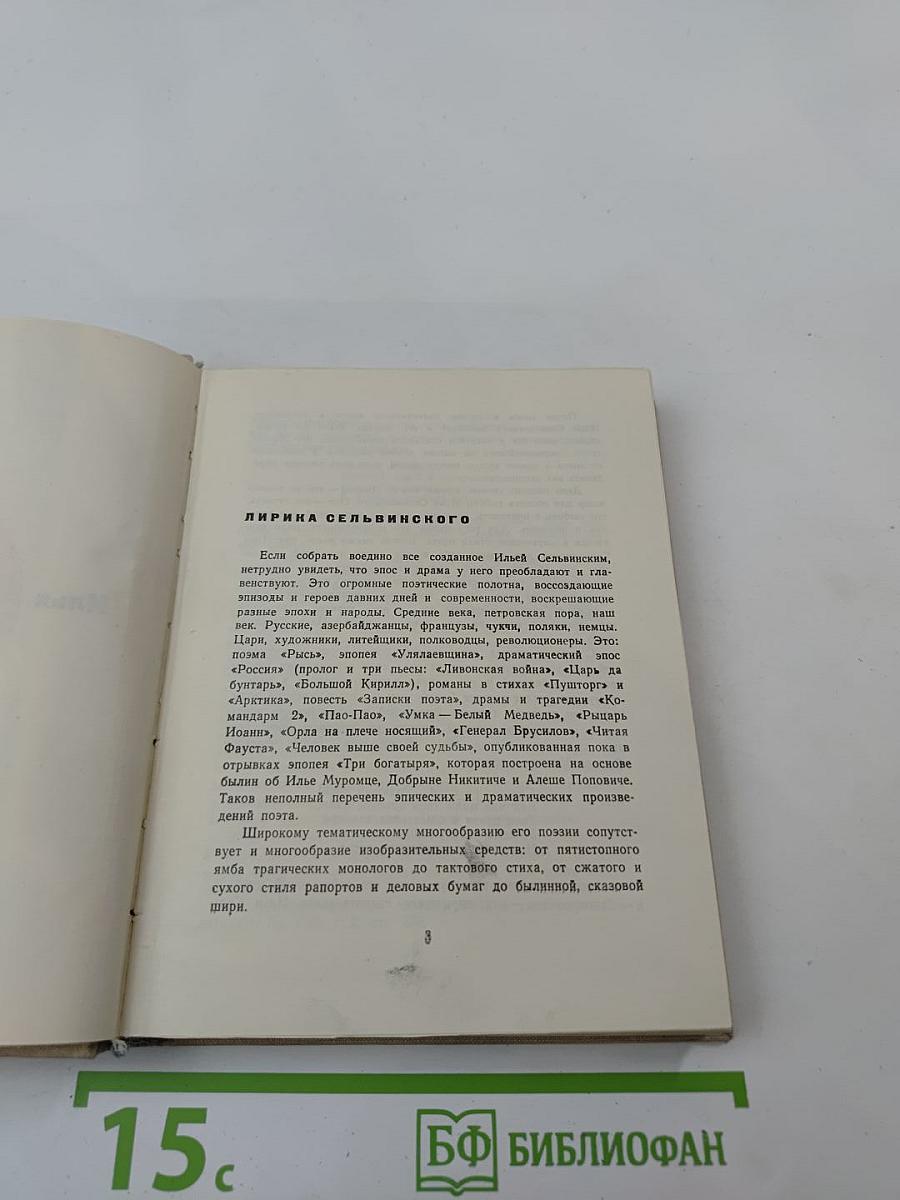 ЛИРИКА СЕЛЬВИНСКОГО
Если собрать воедино все созданное Ильей Сельвинским,
нетрудно увидеть, что эпос и драма у него преобладают и гла-
венствуют. Это огромные поэтические полотна, воссоздающие
эпизоды и героев давних дней и современности, воскрешающие
разные эпохи и народы. Средние века, петровская пора, наш
век. Русские, азербайджанцы, французы, чукчи, поляки, немцы.
Цари, художники, литейщики, полководцы, революционеры. Это:
поэма «Рысь», эпопея «Улялаевщина», драматический эпос
«Россия» (пролог и три пьесы: «Ливонская война», «Царь да
бунтарь», «Большой Кирилл»), романы в стихах «Пушторг» и
«Арктика», повесть «Записки поэта», драмы и трагедии «Ко-
мандарм 2», «Пао-Пао», «Умка — Белый Медведь», «Рыцарь
Иоанн», «Орла на плече носящий», «Генерал Брусилов», «Читая
Фауста», «Человек выше своей судьбы», опубликованная пока в
отрывках эпопея «Три богатыря», которая построена на основе
былин об Илье Муромце, Добрыне Никитиче и Алеше Поповиче.
Таков неполный перечень эпических и драматических произве-
дений поэта.
Широкому тематическому многообразию его поэзии сопутст-
вует и многообразие изобразительных средств: от пятистопного
ямба трагических монологов до тактового стиха, от сжатого и
сухого стиля рапортов и деловых бумаг до былинной, сказовой
шири.
3
15 с
БФ БИБЛИОФАН